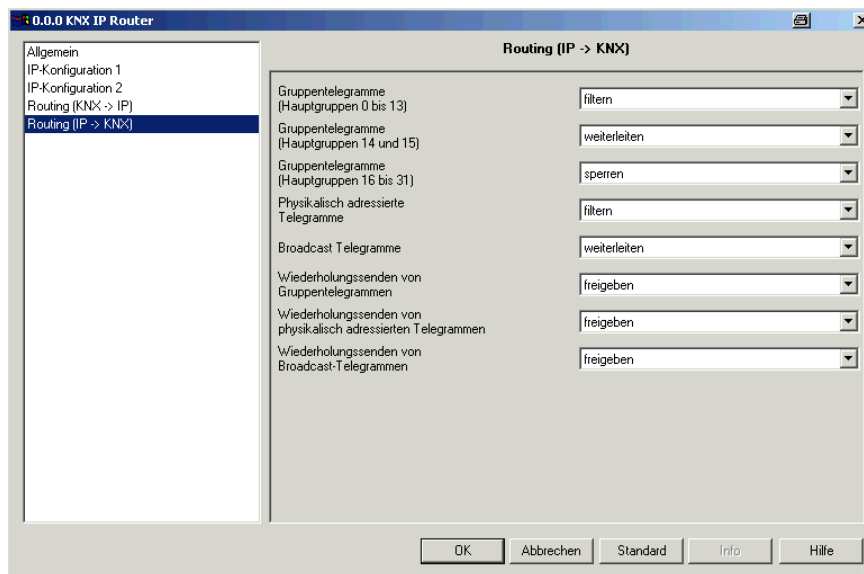 0.0.0 KNX IP Router
Allgemein
IP-Konfiguration 1
IP-Konfiguration 2
Routing (KNX -> IP)
Routing (IP -> KNX)
Routing (IP -> KNX)
Gruppentelegramme
(Hauptgruppen 0 bis 13)
filtern
Gruppentelegramme
(Hauptgruppen 14 und 15)
weiterleiten
Gruppentelegramme
(Hauptgruppen 16 bis 31)
sperren
Physikalisch adressierte
Telegramme
filtern
Broadcast Telegramme
weiterleiten
Wiederholungssenden von
Gruppentelegrammen
freigeben
Wiederholungssenden von
physikalisch adressierten Telegrammen
freigeben
Wiederholungssenden von
Broadcast-Telegrammen
freigeben
OK
Abbrechen
Standard
Info
Hilfe